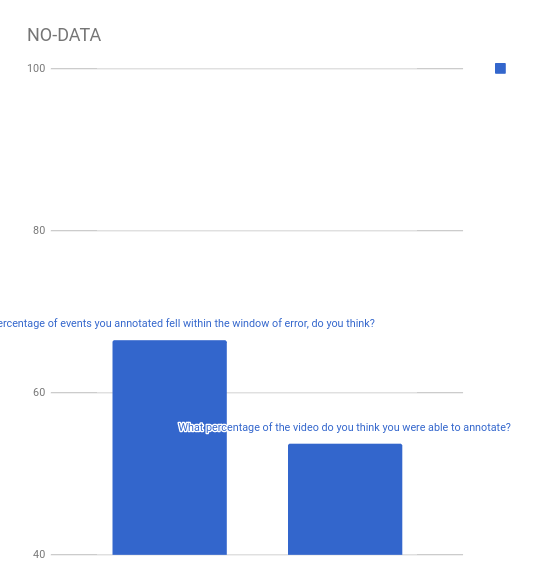 NO-DATA
100
80
ercentage of events you annotated fell within the window of error, do you think?
60
What percentage of the video do you think you were able to annotate?
40